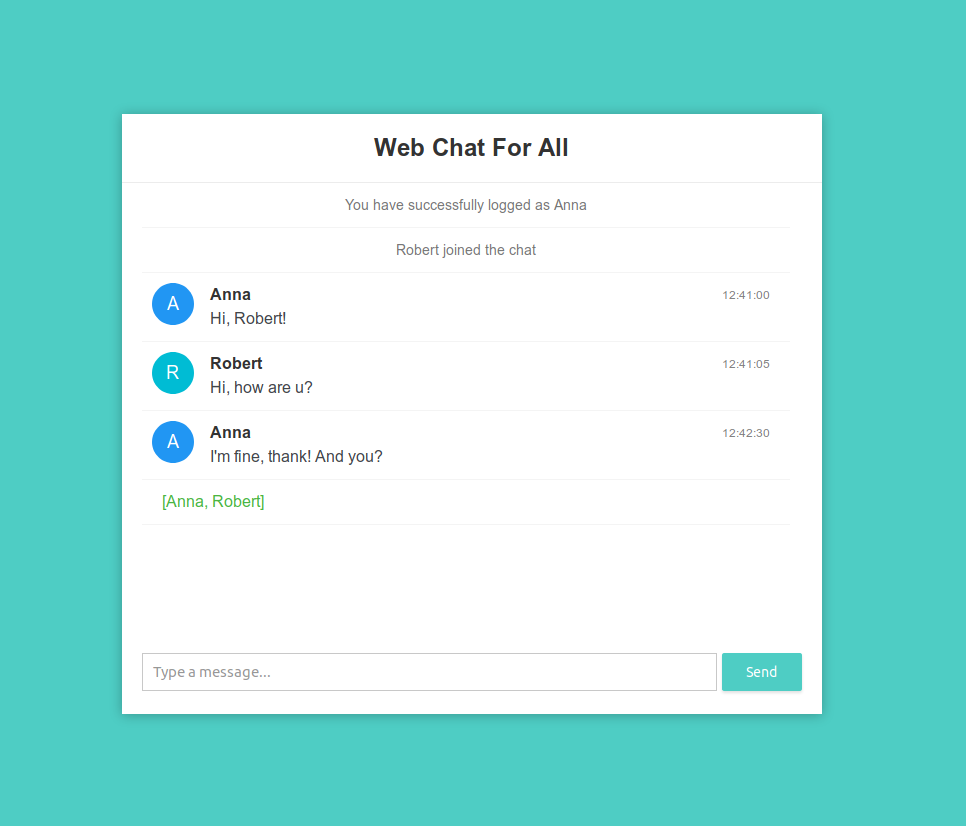 Web Chat For All
You have successfully logged as Anna
Robert joined the chat
A
Anna
12:41:00
Hi, Robert!
R
Robert
12:41:05
Hi, how are u?
A
Anna
12:42:30
I'm fine, thank! And you?
[Anna, Robert]
Type a message...
Send